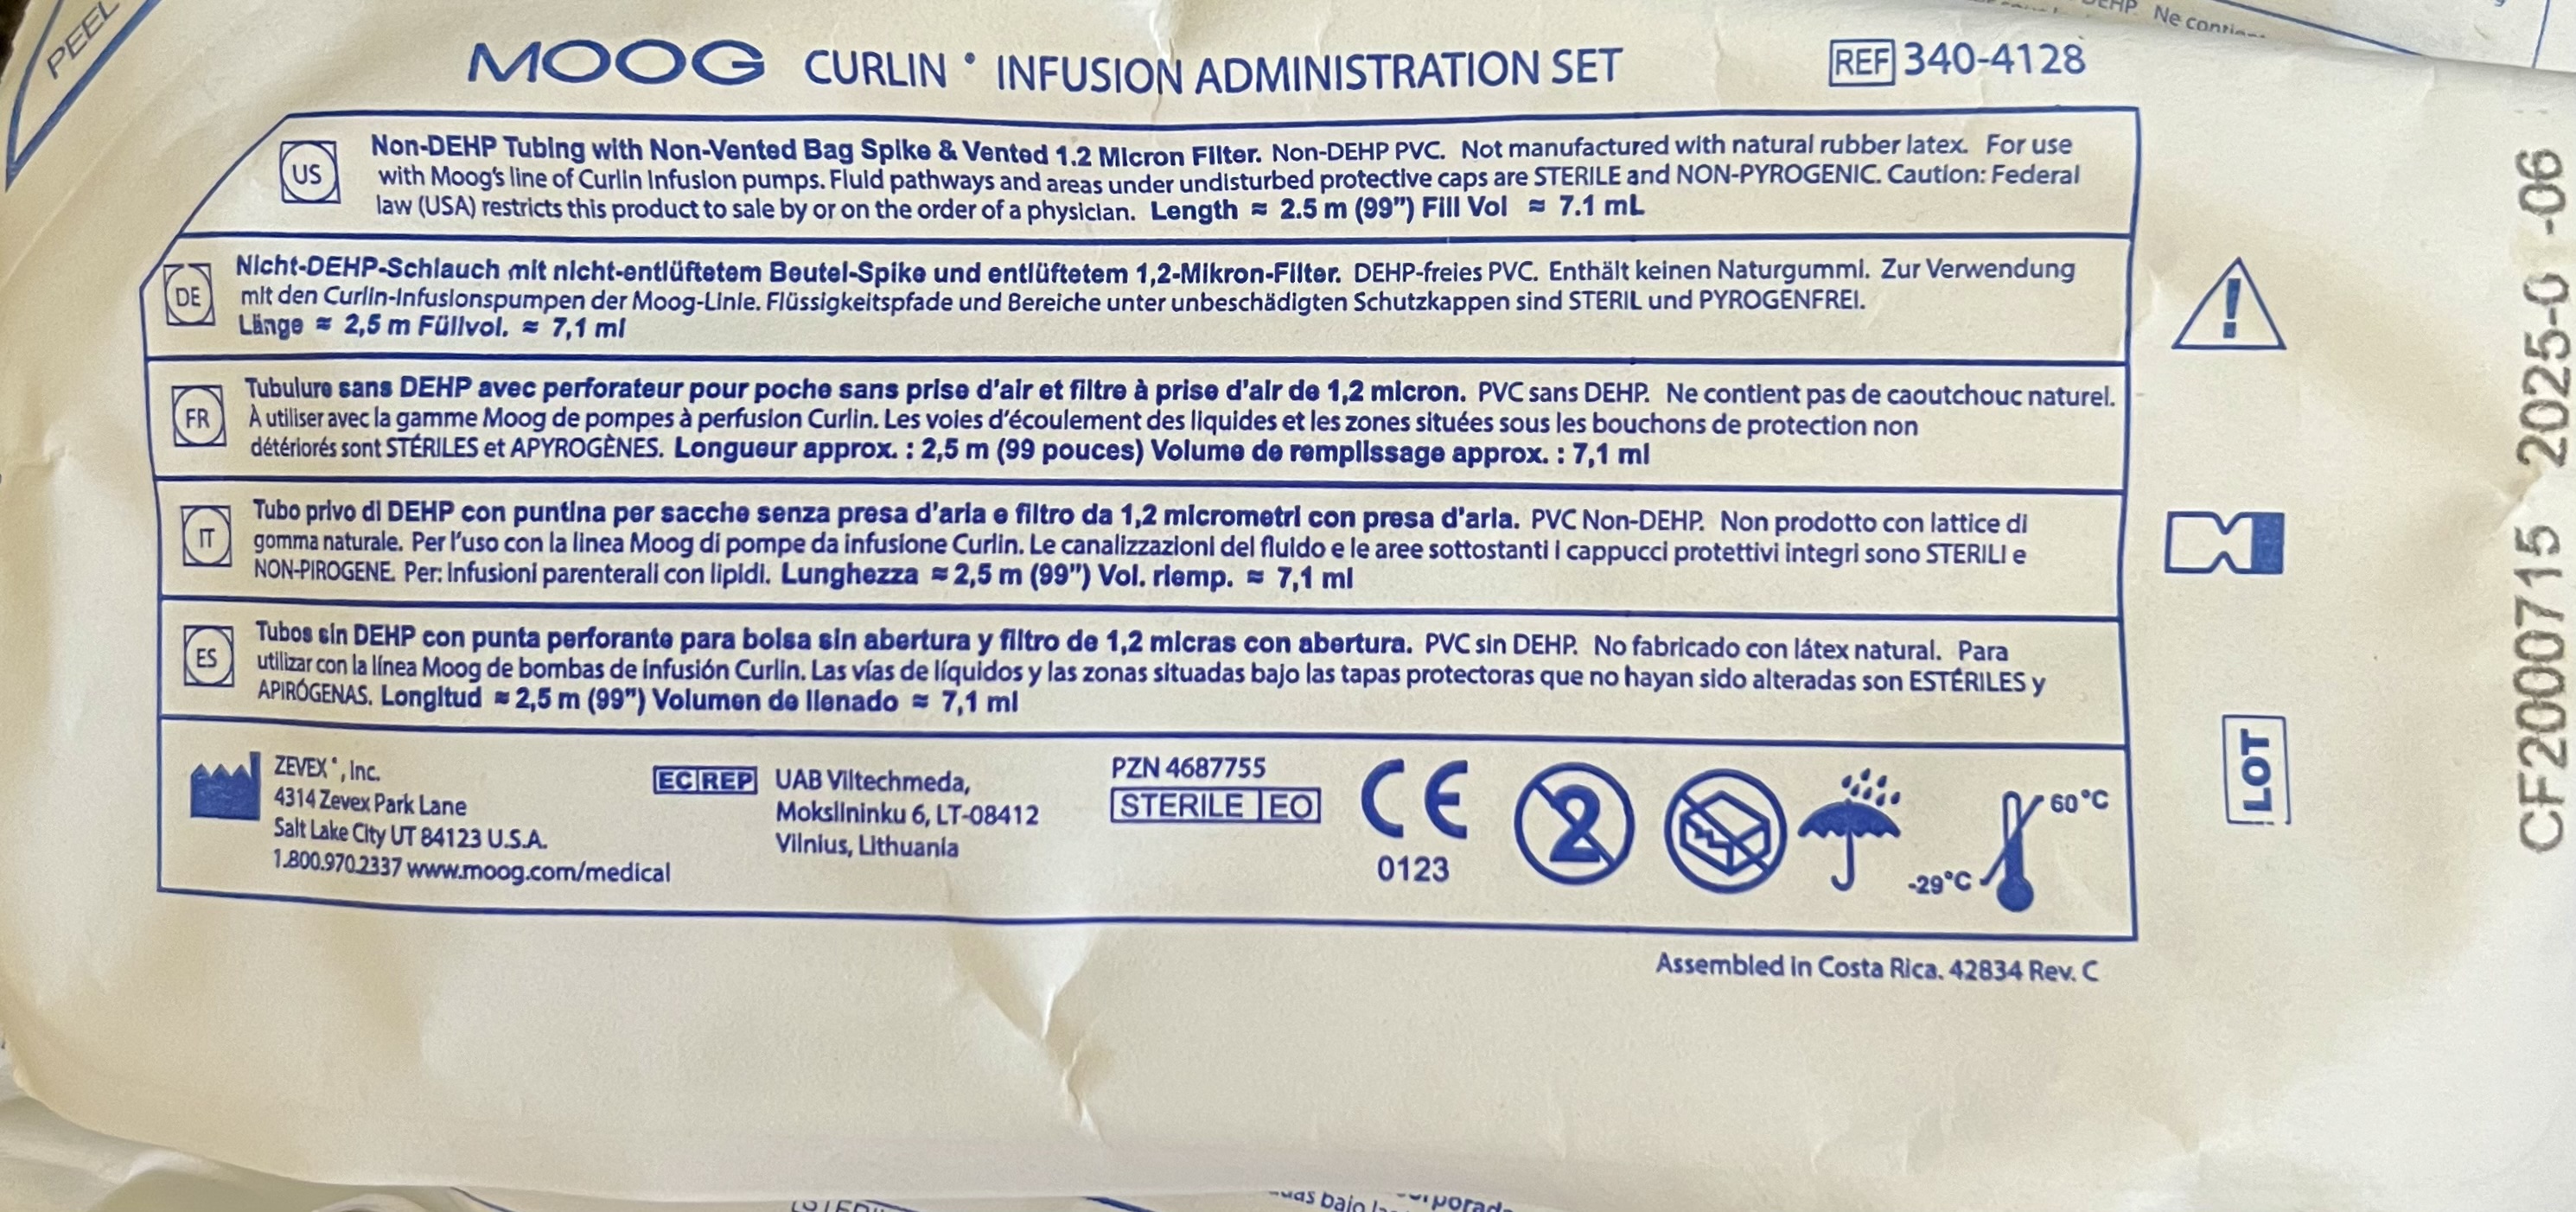 PEEL
MOOG CURLIN® INFUSION ADMINISTRATION SET
REF 340-4128
US
Non-DEHP Tubing with Non-Vented Bag Spike & Vented 1.2 Micron Filter. Non-DEHP PVC. Not manufactured with natural rubber latex. For use
with Moog's line of Curlin Infusion pumps. Fluid pathways and areas under undisturbed protective caps are STERILE and NON-PYROGENIC. Caution: Federal
law (USA) restricts this product to sale by or on the order of a physician. Length ≈ 2.5 m (99") Fill Vol ≈ 7.1 mL
DE
Nicht-DEHP-Schlauch mit nicht-entlüftetem Beutel-Spike und entlüftetem 1,2-Mikron-Filter. DEHP-freies PVC. Enthält keinen Naturgummi. Zur Verwendung
mit den Curlin-Infusionspumpen der Moog-Linie. Flüssigkeitspfade und Bereiche unter unbeschädigten Schutzkappen sind STERIL und PYROGENFREI.
Länge ≈ 2,5 m Füllvol. ≈ 7,1 ml
FR
Tubulure sans DEHP avec perforateur pour poche sans prise d'air et filtre à prise d'air de 1,2 micron. PVC sans DEHP. Ne contient pas de caoutchouc naturel.
À utiliser avec la gamme Moog de pompes à perfusion Curlin. Les voies d'écoulement des liquides et les zones situées sous les bouchons de protection non
détériorés sont STÉRILES et APYROGÈNES. Longueur approx. : 2,5 m (99 pouces) Volume de remplissage approx. : 7,1 ml
IT
Tubo privo di DEHP con puntina per sacche senza presa d'aria e filtro da 1,2 micrometri con presa d'aria. PVC Non-DEHP. Non prodotto con lattice di
gomma naturale. Per l'uso con la linea Moog di pompe da infusione Curlin. Le canalizzazioni del fluido e le aree sottostanti i cappucci protettivi integri sono STERILI e
NON-PIROGENE. Per: Infusioni parenterali con lipidi. Lunghezza ≈ 2,5 m (99") Vol. riemp. ≈ 7,1 ml
ES
Tubos sin DEHP con punta perforante para bolsa sin abertura y filtro de 1,2 micras con abertura. PVC sin DEHP. No fabricado con látex natural. Para
utilizar con la línea Moog de bombas de infusión Curlin. Las vías de líquidos y las zonas situadas bajo las tapas protectoras que no hayan sido alteradas son ESTÉRILES y
APIRÓGENAS. Longitud ≈ 2,5 m (99") Volumen de llenado ≈ 7,1 ml
ZEVEX®, Inc.
4314 Zevex Park Lane
Salt Lake City UT 84123 U.S.A.
1.800.970.2337 www.moog.com/medical
EC REP
UAB Viltechmeda,
Mokslininku 6, LT-08412
Vilnius, Lithuania
PZN 4687755
STERILE EO
CE
0123
2
60°C
-29°C
Assembled in Costa Rica. 42834 Rev. C
LOT
CF2000715 2025-0 -06
DEHP. Ne
bajo